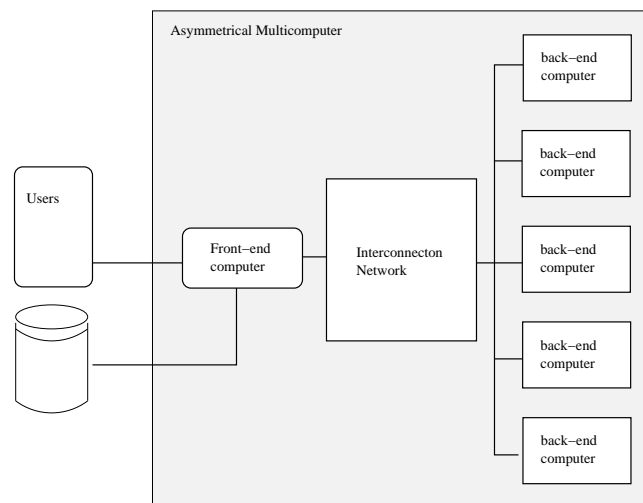 Asymmetrical Multicomputer
back–end
computer
back–end
computer
Users
Front–end
computer
Interconnecton
Network
back–end
computer
back–end
computer
back–end
computer